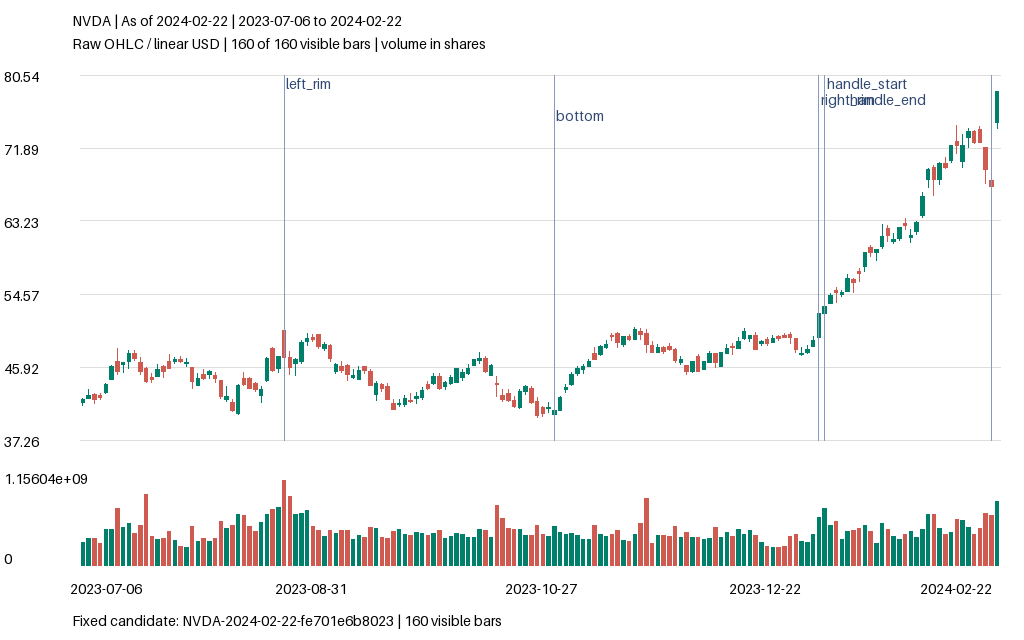 NVDA | As of 2024-02-22 | 2023-07-06 to 2024-02-22
Raw OHLC / linear USD | 160 of 160 visible bars | volume in shares
80.54
left_rim
handle_start
right_rim
handle_end
bottom
71.89
63.23
54.57
45.92
37.26
1.15604e+09
0
2023-07-06
2023-08-31
2023-10-27
2023-12-22
2024-02-22
Fixed candidate: NVDA-2024-02-22-fe701e6b8023 | 160 visible bars